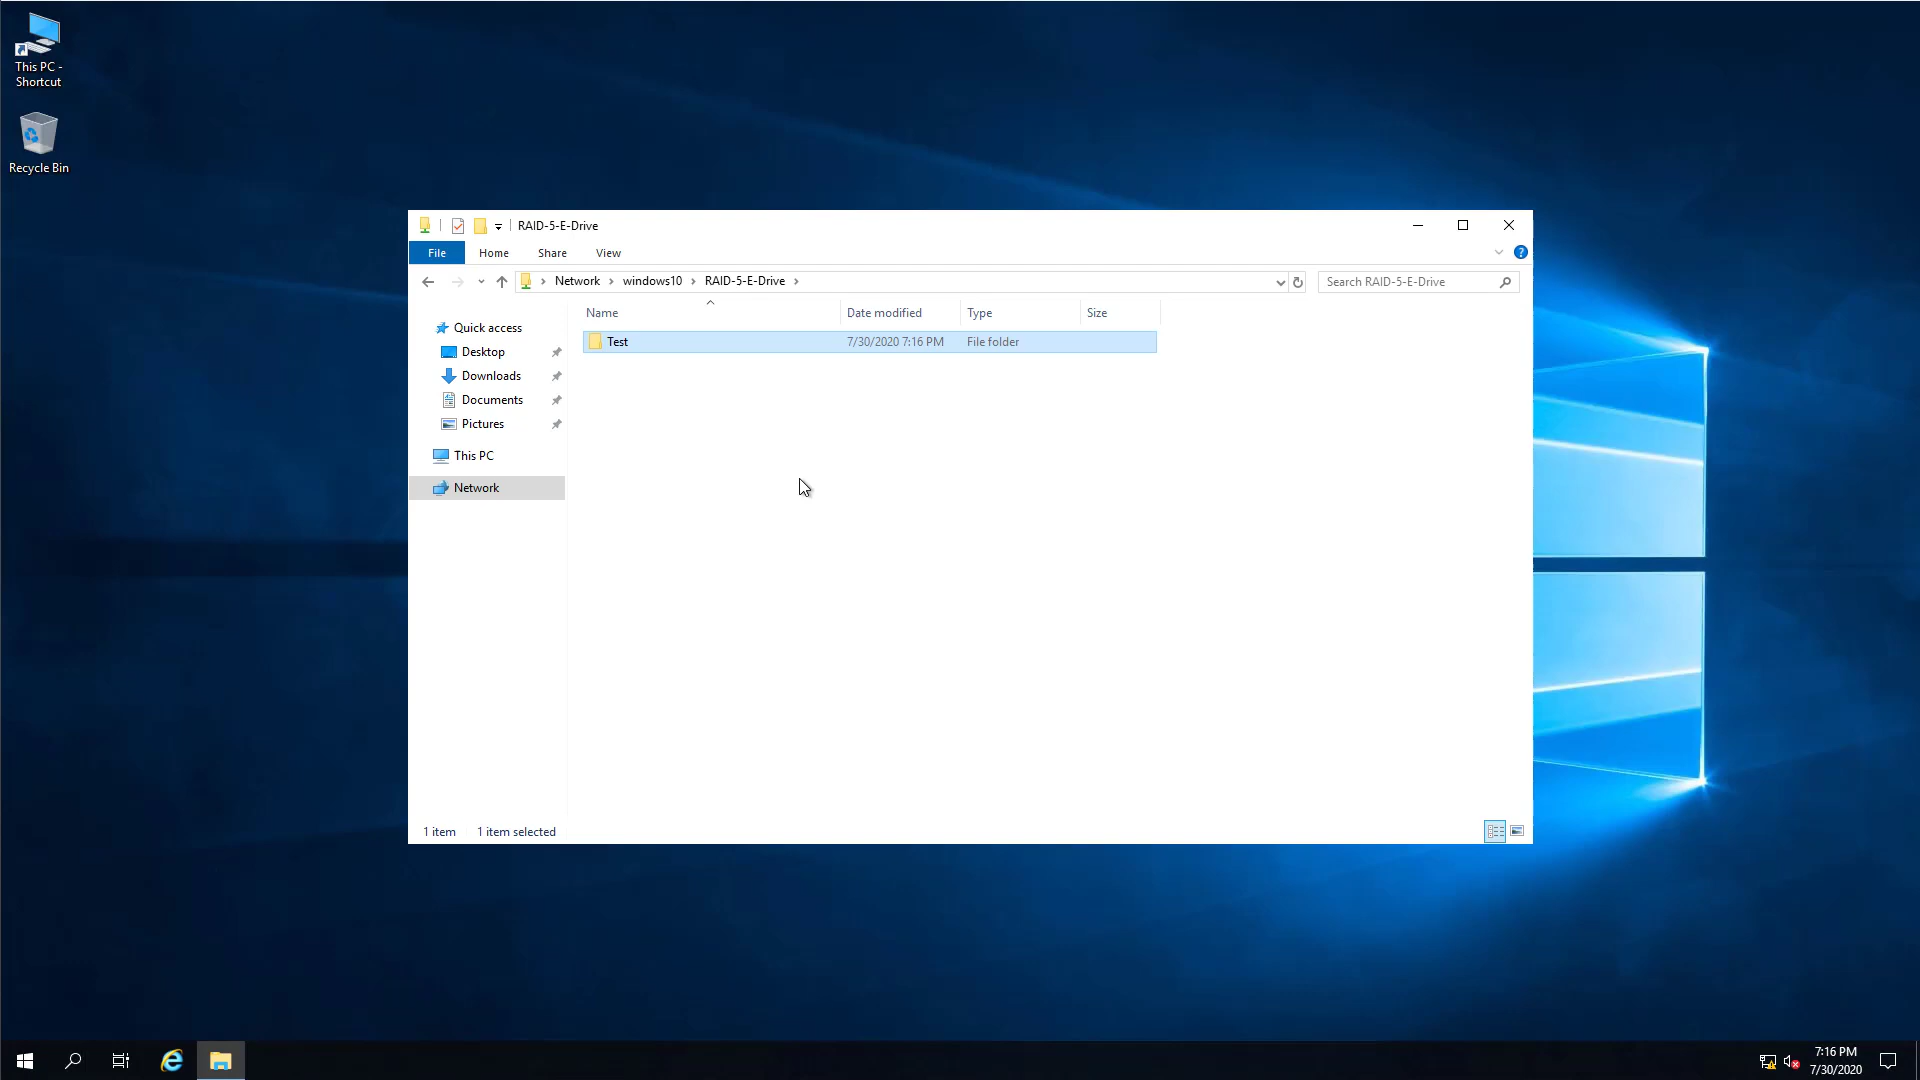 This PC -
Shortcut
Recycle Bin
RAID-5-E-Drive
File Home Share View
Network windows10 RAID-5-E-Drive
Search RAID-5-E-Drive
Name Date modified Type Size
Test 7/30/2020 7:16 PM File folder
Quick access
Desktop
Downloads
Documents
Pictures
This PC
Network
1 item 1 item selected
7:16 PM
7/30/2020